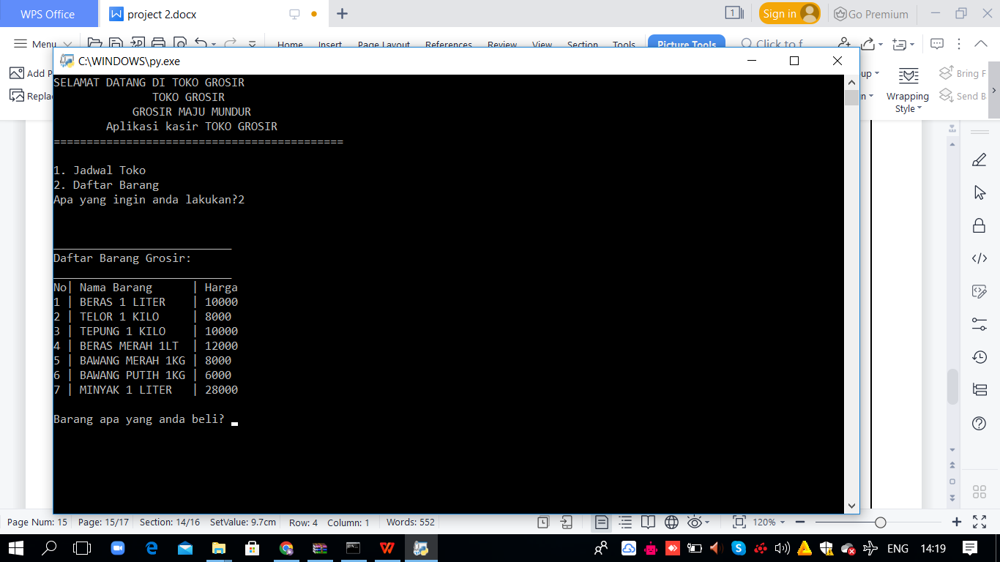 WPS Office
project 2.docx
1
Sign in
Go Premium
Menu
Home Insert Page Layout References Review View Section Tools Picture Tools Click to f
C:\WINDOWS\py.exe
Add P
Repla
up
Wrapping
Style
Bring F
Send B
SELAMAT DATANG DI TOKO GROSIR
TOKO GROSIR
GROSIR MAJU MUNDUR
Aplikasi kasir TOKO GROSIR
============================================
1. Jadwal Toko
2. Daftar Barang
Apa yang ingin anda lakukan?2
___________________________
Daftar Barang Grosir:
___________________________
No| Nama Barang | Harga
1 | BERAS 1 LITER | 10000
2 | TELOR 1 KILO | 8000
3 | TEPUNG 1 KILO | 10000
4 | BERAS MERAH 1LT | 12000
5 | BAWANG MERAH 1KG | 8000
6 | BAWANG PUTIH 1KG | 6000
7 | MINYAK 1 LITER | 28000
Barang apa yang anda beli?
Page Num: 15 Page: 15/17 Section: 14/16 SetValue: 9.7cm Row: 4 Column: 1 Words: 552 120%
ENG 14:19